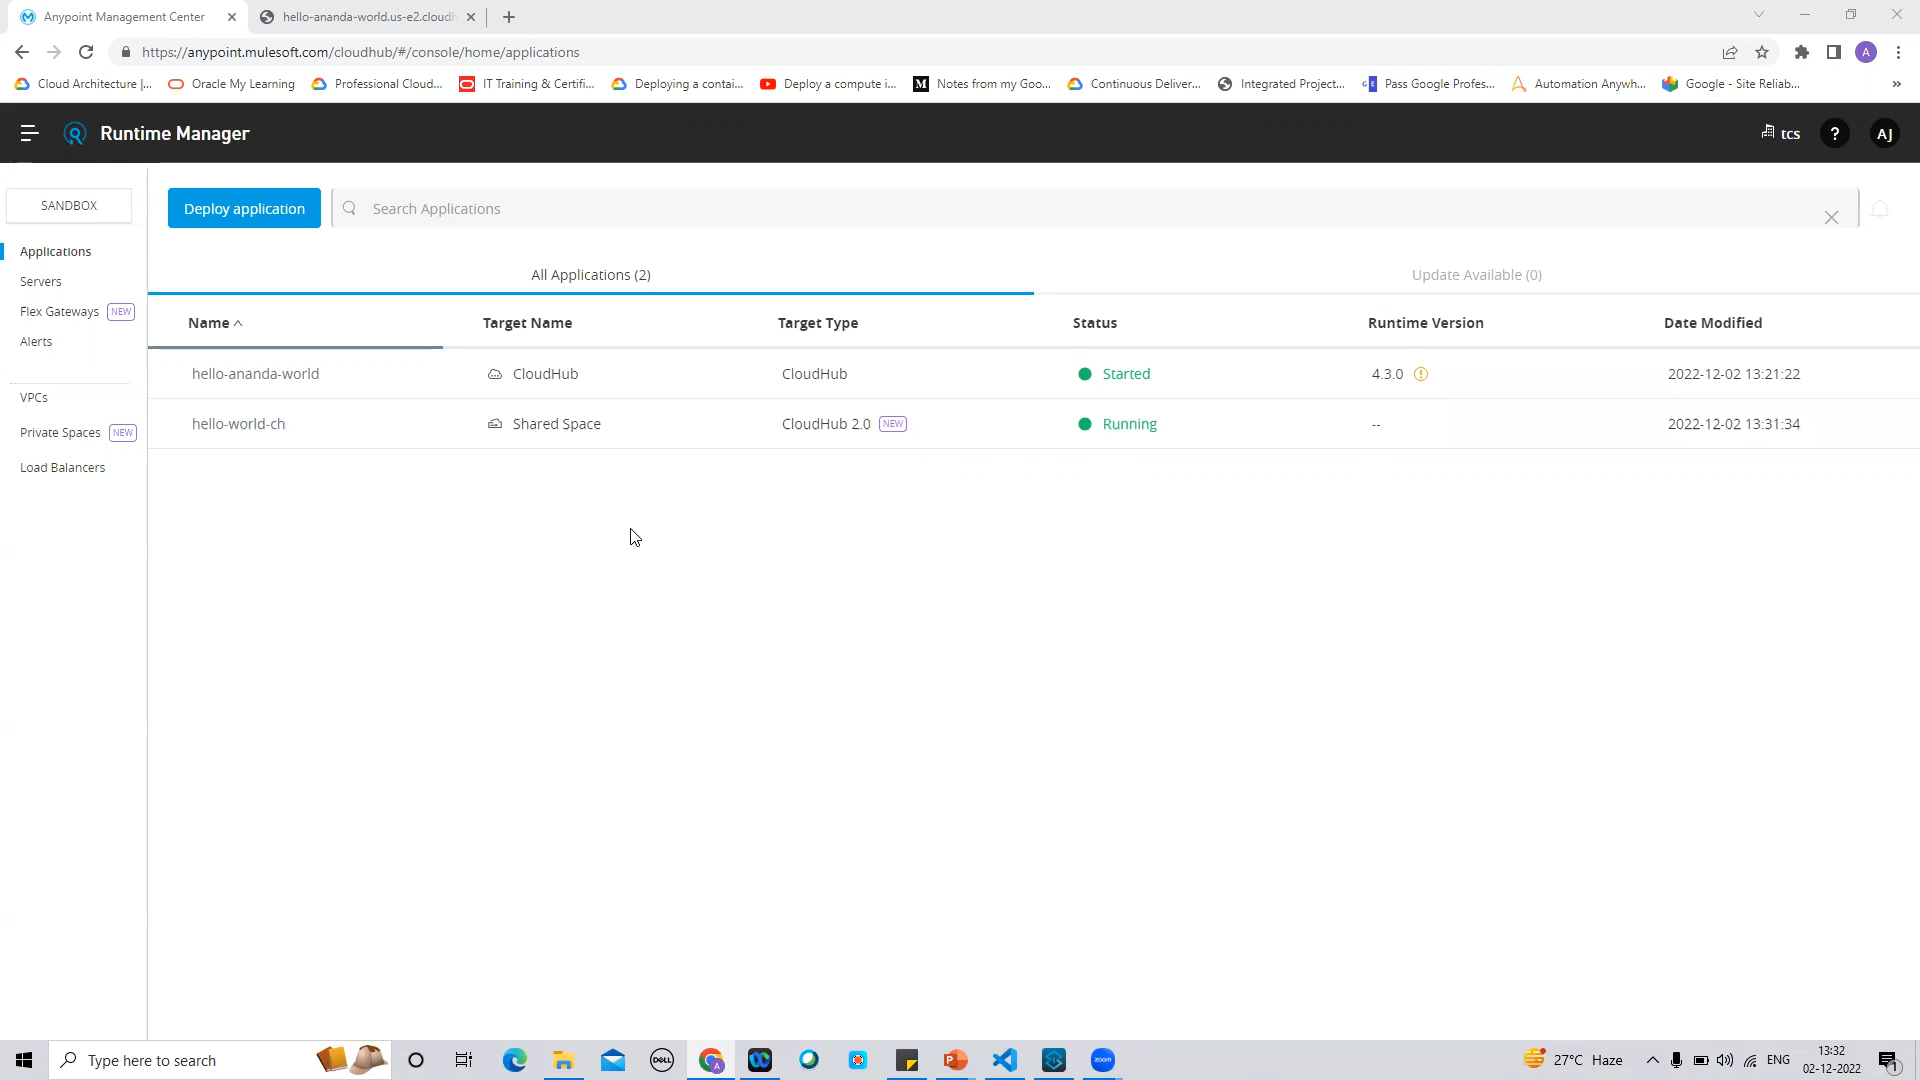 Anypoint Management Center
hello-ananda-world.us-e2.cloudh
https://anypoint.mulesoft.com/cloudhub/#/console/home/applications
A
Cloud Architecture |...
Oracle My Learning
Professional Cloud...
IT Training & Certifi...
Deploying a contai...
Deploy a compute i...
M Notes from my Goo...
Continuous Deliver...
Integrated Project...
Pass Google Profes...
Automation Anywh...
Google - Site Reliab...
»
Runtime Manager
tcs
?
AJ
SANDBOX
Deploy application
Search Applications
Applications
Servers
Flex Gateways NEW
Alerts
VPCs
Private Spaces NEW
Load Balancers
All Applications (2)
Update Available (0)
Name Target Name Target Type Status Runtime Version Date Modified
hello-ananda-world CloudHub CloudHub Started 4.3.0 2022-12-02 13:21:22
hello-world-ch Shared Space CloudHub 2.0 NEW Running -- 2022-12-02 13:31:34
Type here to search
DELL
A
P
zoom
27°C Haze
ENG
13:32
02-12-2022
1